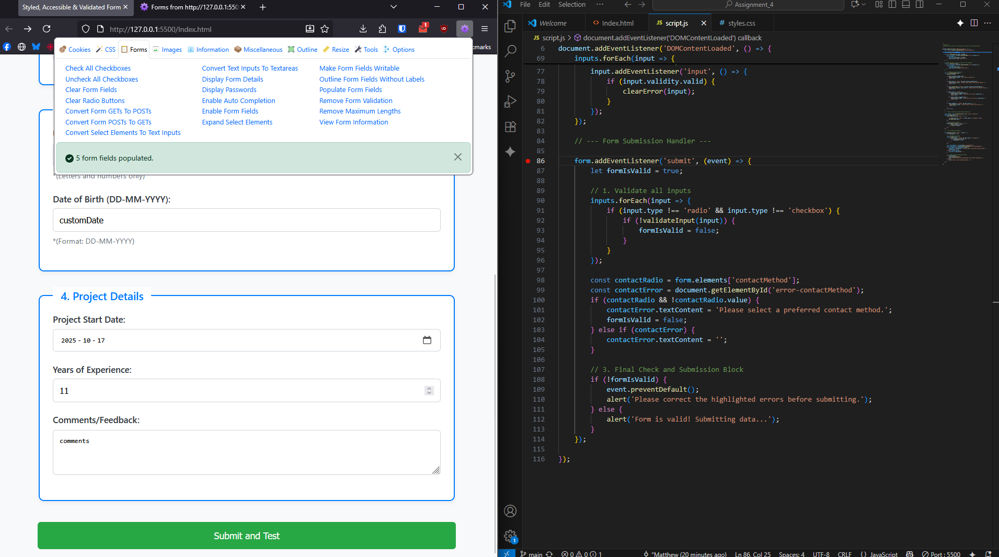 Styled, Accessible & Validated Form
Forms from http://127.0.0.1:550
http://127.0.0.1:5500/Index.html
1
Cookies CSS Forms Images Information Miscellaneous Outline Resize Tools Options
Check All Checkboxes
Uncheck All Checkboxes
Clear Form Fields
Clear Radio Buttons
Convert Form GETs To POSTs
Convert Form POSTs To GETs
Convert Select Elements To Text Inputs
Convert Text Inputs To Textareas
Display Form Details
Display Passwords
Enable Auto Completion
Enable Form Fields
Expand Select Elements
Make Form Fields Writable
Outline Form Fields Without Labels
Populate Form Fields
Remove Form Validation
Remove Maximum Lengths
View Form Information
5 form fields populated.
*(Letters and numbers only)
Date of Birth (DD-MM-YYYY):
customDate
*(Format: DD-MM-YYYY)
4. Project Details
Project Start Date:
2025 - 10 - 17
Years of Experience:
11
Comments/Feedback:
comments
Submit and Test
File Edit Selection ··· Assignment_4
Welcome Index.html JS script.js # styles.css
JS script.js > document.addEventListener('DOMContentLoaded') callback
6 document.addEventListener('DOMContentLoaded', () => {
69 inputs.forEach(input => {
77 input.addEventListener('input', () => {
78 if (input.validity.valid) {
79 clearError(input);
80 }
81 });
82 });
83
84 // --- Form Submission Handler ---
85
86 form.addEventListener('submit', (event) => {
87 let formIsValid = true;
88
89 // 1. Validate all inputs
90 inputs.forEach(input => {
91 if (input.type !== 'radio' && input.type !== 'checkbox') {
92 if (!validateInput(input)) {
93 formIsValid = false;
94 }
95 }
96 });
97
98 const contactRadio = form.elements['contactMethod'];
99 const contactError = document.getElementById('error-contactMethod');
100 if (contactRadio && !contactRadio.value) {
101 contactError.textContent = 'Please select a preferred contact method.';
102 formIsValid = false;
103 } else if (contactError) {
104 contactError.textContent = '';
105 }
106
107 // 3. Final Check and Submission Block
108 if (!formIsValid) {
109 event.preventDefault();
110 alert('Please correct the highlighted errors before submitting.');
111 } else {
112 alert('Form is valid! Submitting data...');
113 }
114 });
115
116 });
1
main 0 0 1 "Matthew (20 minutes ago) Ln 86, Col 25 Spaces: 4 UTF-8 CRLF {} JavaScript Port : 5500